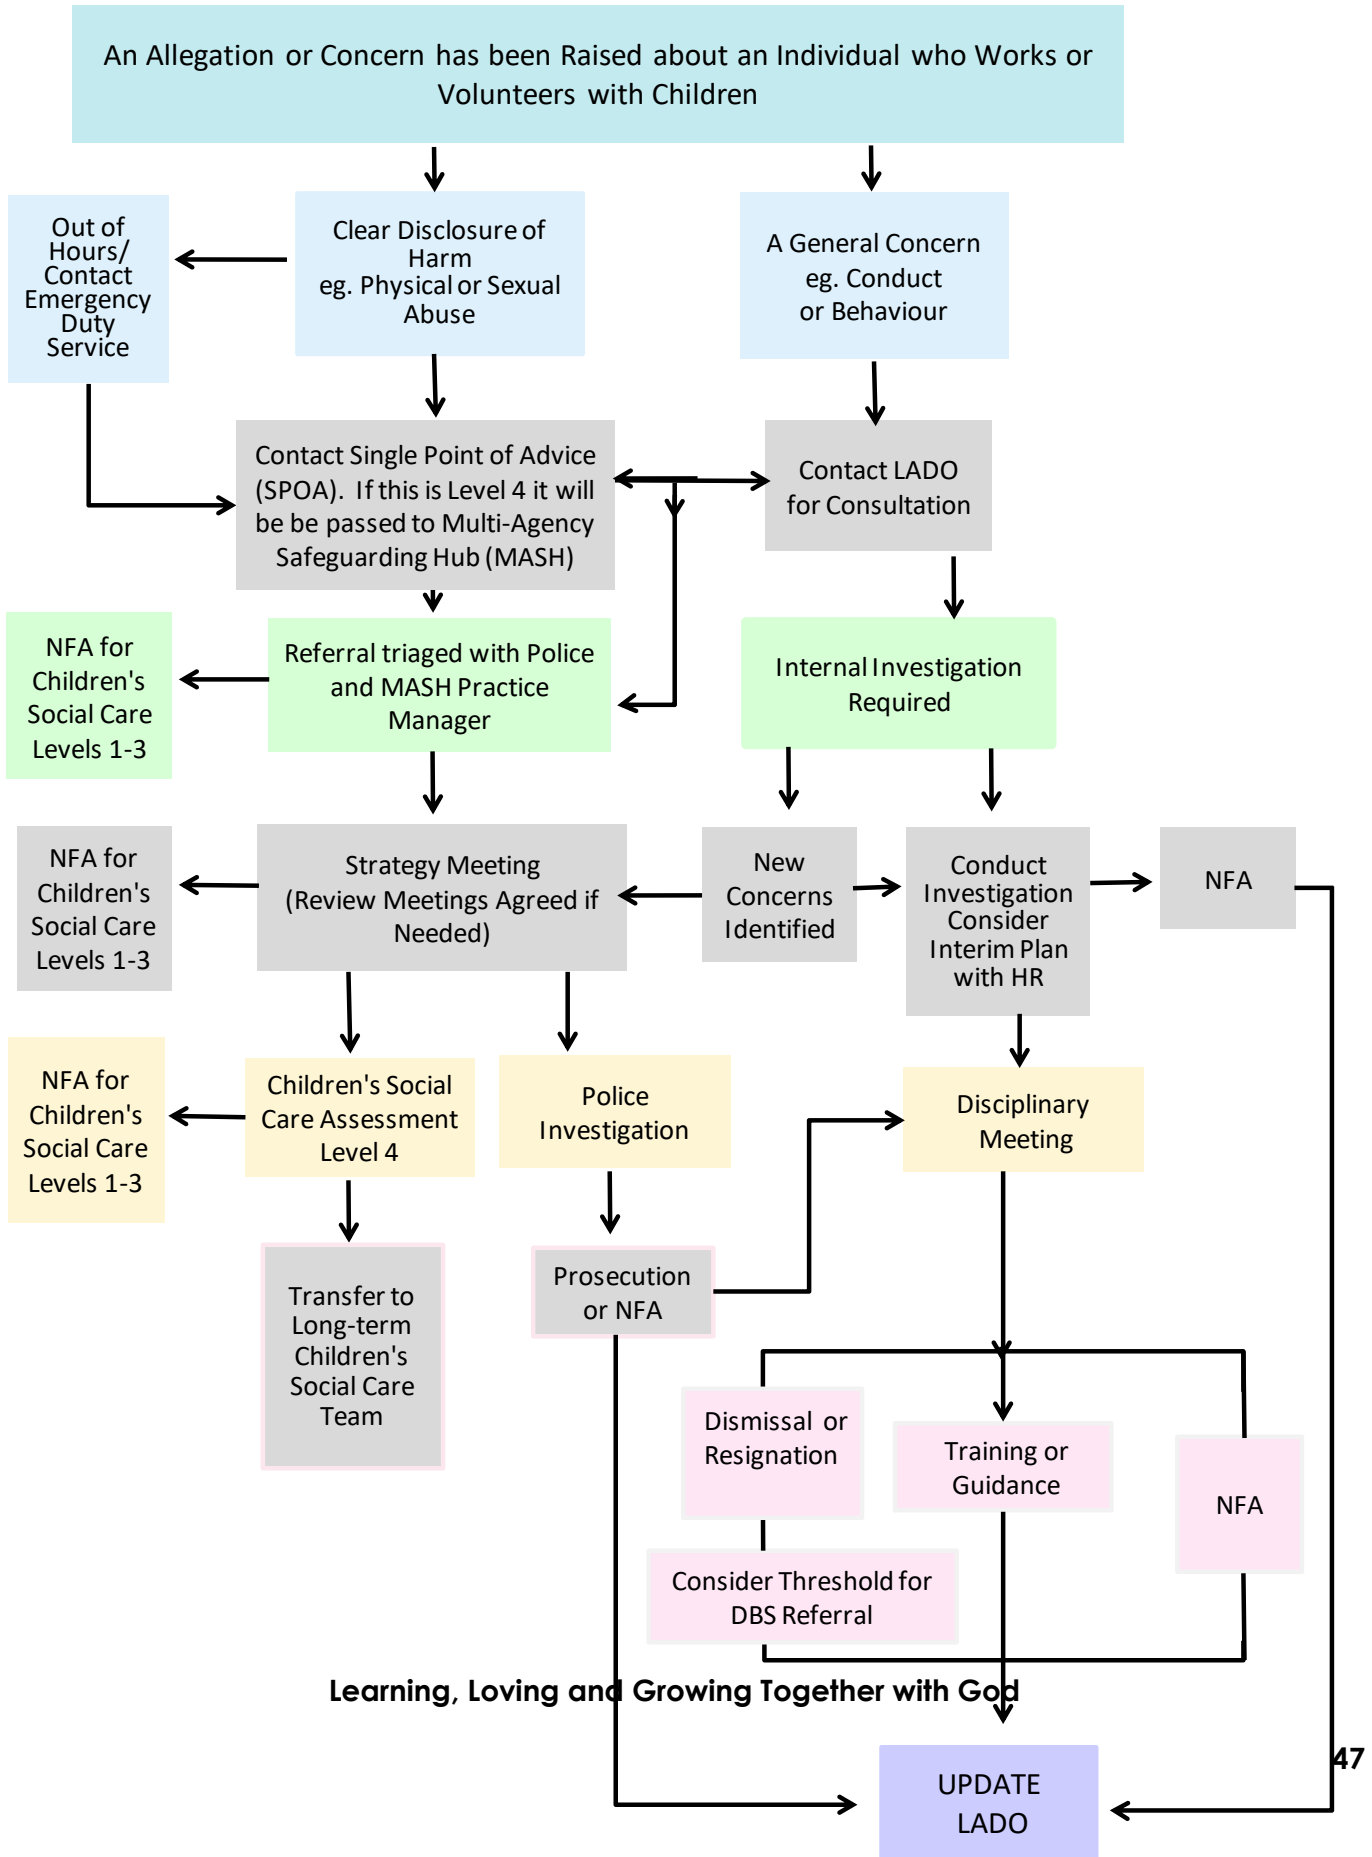 An Allegation or Concern has been Raised about an Individual who Works or
Volunteers with Children
Out of
Hours/
Contact
Emergency
Duty
Service
Clear Disclosure of
Harm
eg. Physical or Sexual
Abuse
A General Concern
eg. Conduct
or Behaviour
Contact Single Point of Advice
(SPOA). If this is Level 4 it will
be be passed to Multi-Agency
Safeguarding Hub (MASH)
Contact LADO
for Consultation
NFA for
Children's
Social Care
Levels 1-3
Referral triaged with Police
and MASH Practice
Manager
Internal Investigation
Required
NFA for
Children's
Social Care
Levels 1-3
Strategy Meeting
(Review Meetings Agreed if
Needed)
New
Concerns
Identified
Conduct
Investigation
Consider
Interim Plan
with HR
NFA
NFA for
Children's
Social Care
Levels 1-3
Children's Social
Care Assessment
Level 4
Police
Investigation
Disciplinary
Meeting
Transfer to
Long-term
Children's
Social Care
Team
Prosecution
or NFA
Dismissal or
Resignation
Training or
Guidance
NFA
Consider Threshold for
DBS Referral
Learning, Loving and Growing Together with God
47
UPDATE
LADO